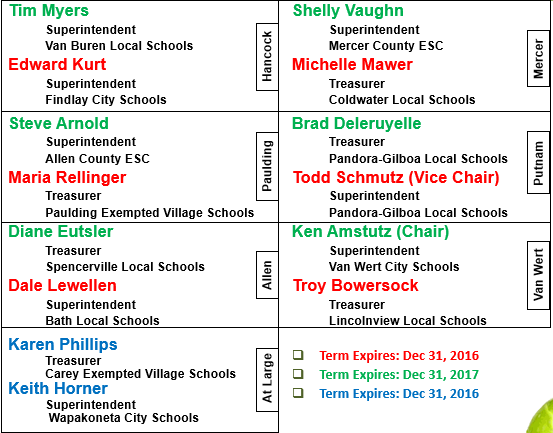 Tim Myers
Superintendent
Van Buren Local Schools
Edward Kurt
Superintendent
Findlay City Schools
Hancock
Shelly Vaughn
Superintendent
Mercer County ESC
Michelle Mawer
Treasurer
Coldwater Local Schools
Mercer
Steve Arnold
Superintendent
Allen County ESC
Maria Rellinger
Treasurer
Paulding Exempted Village Schools
Paulding
Brad Deleruyelle
Treasurer
Pandora-Gilboa Local Schools
Todd Schmutz (Vice Chair)
Superintendent
Pandora-Gilboa Local Schools
Putnam
Diane Eutsler
Treasurer
Spencerville Local Schools
Dale Lewellen
Superintendent
Bath Local Schools
Allen
Ken Amstutz (Chair)
Superintendent
Van Wert City Schools
Troy Bowersock
Treasurer
Lincolnview Local Schools
Van Wert
Karen Phillips
Treasurer
Carey Exempted Village Schools
Keith Horner
Superintendent
Wapakoneta City Schools
At Large
Term Expires: Dec 31, 2016
Term Expires: Dec 31, 2017
Term Expires: Dec 31, 2016